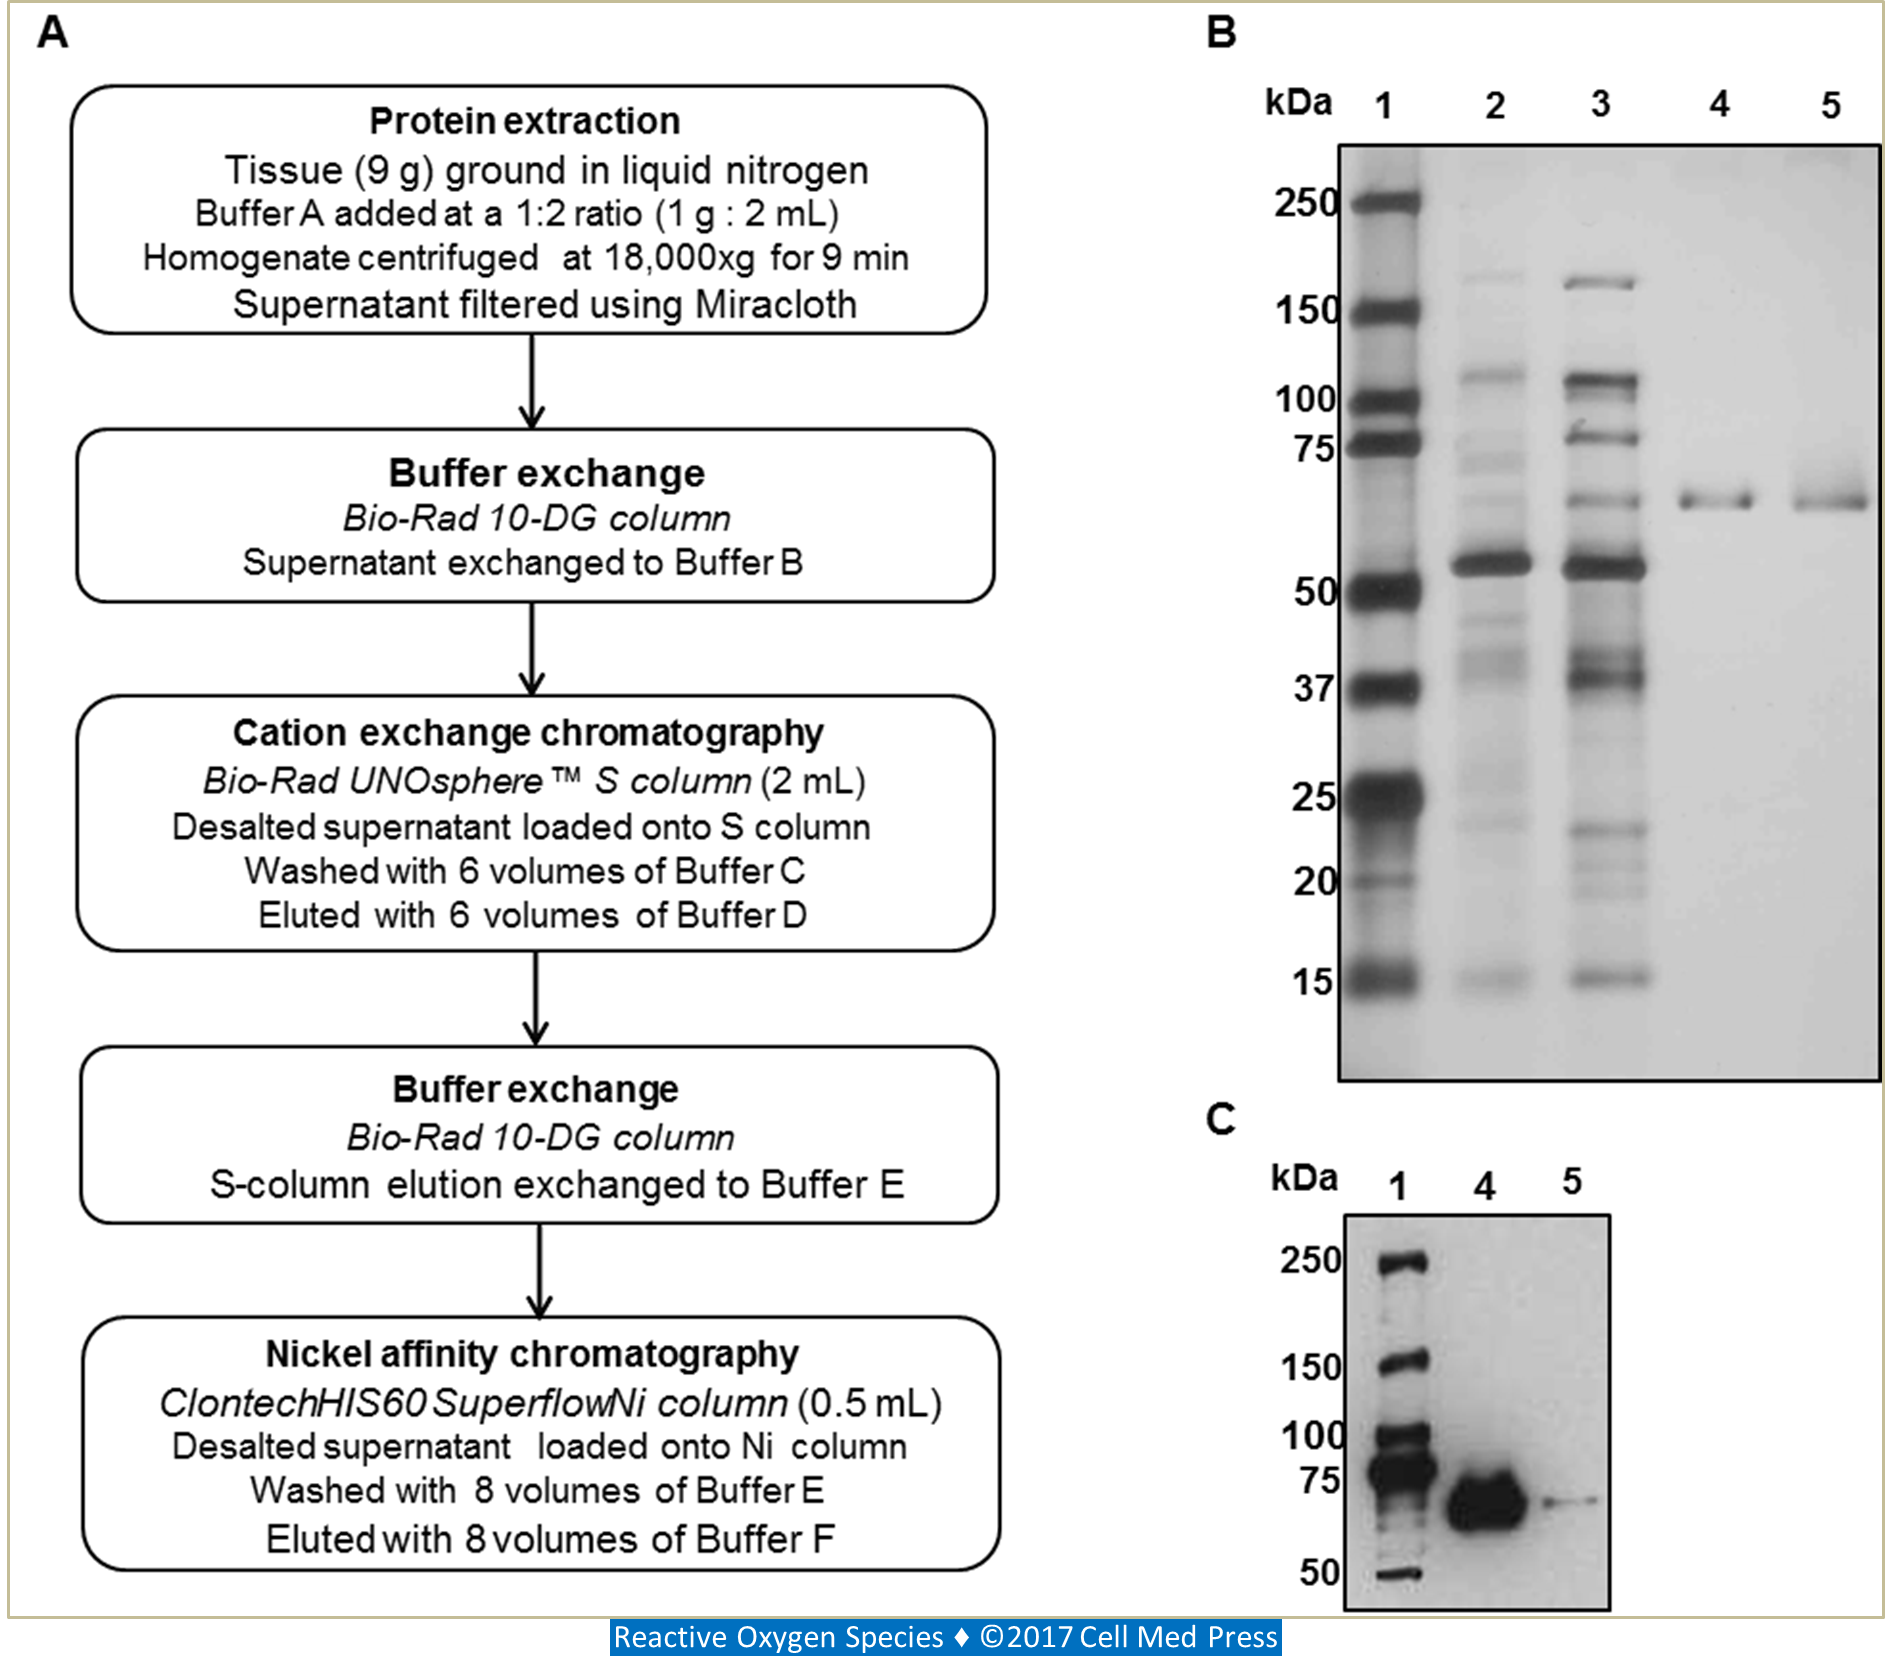 A
Protein extraction
Tissue (9 g) ground in liquid nitrogen
Buffer A added at a 1:2 ratio (1 g : 2 mL)
Homogenate centrifuged at 18,000xg for 9 min
Supernatant filtered using Miracloth
Buffer exchange
Bio-Rad 10-DG column
Supernatant exchanged to Buffer B
Cation exchange chromatography
Bio-Rad UNOsphere™ S column (2 mL)
Desalted supernatant loaded onto S column
Washed with 6 volumes of Buffer C
Eluted with 6 volumes of Buffer D
Buffer exchange
Bio-Rad 10-DG column
S-column elution exchanged to Buffer E
Nickel affinity chromatography
ClontechHIS60 SuperflowNi column (0.5 mL)
Desalted supernatant loaded onto Ni column
Washed with 8 volumes of Buffer E
Eluted with 8 volumes of Buffer F
B
kDa 1 2 3 4 5
250
150
100
75
50
37
25
20
15
C
kDa 1 4 5
250
150
100
75
50
Reactive Oxygen Species ♦ ©2017 Cell Med Press